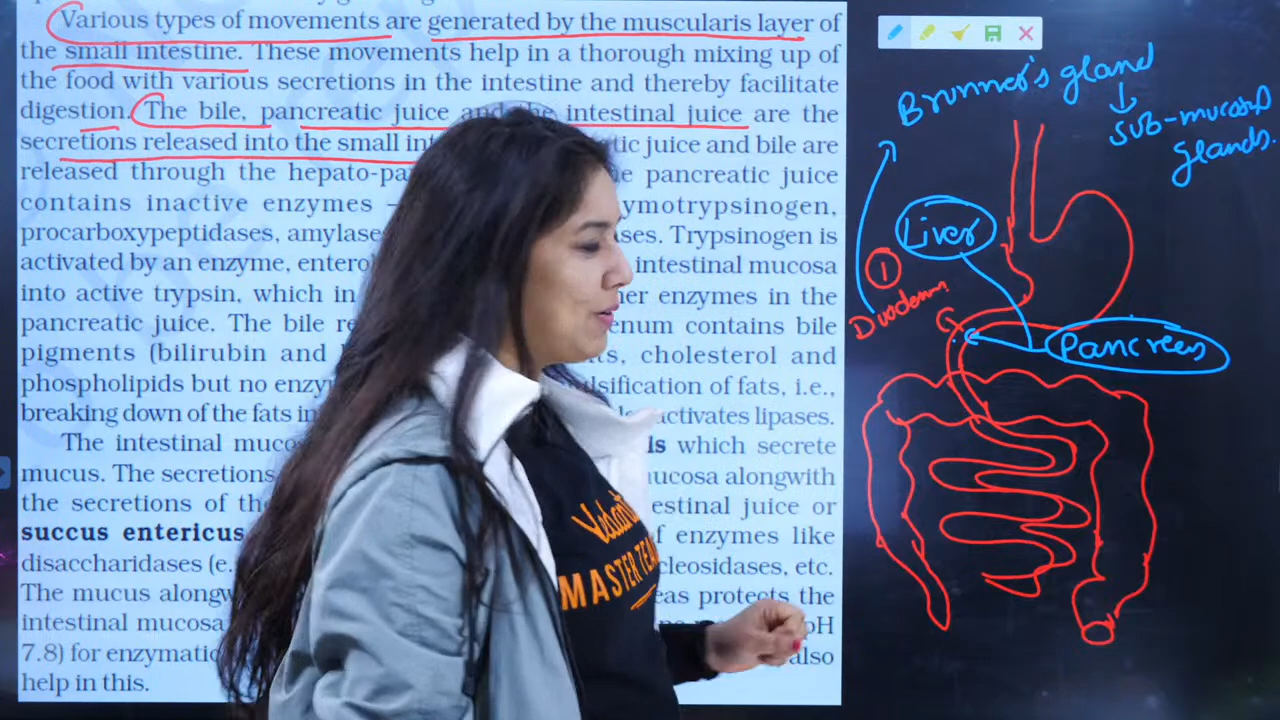 Various types of movements are generated by the muscularis layer of
the small intestine. These movements help in a thorough mixing up of
the food with various secretions in the intestine and thereby facilitate
digestion. The bile, pancreatic juice and the intestinal juice are the
secretions released into the small int tic juice and bile are
released through the hepato-pa e pancreatic juice
contains inactive enzymes – ymotrypsinogen,
procarboxypeptidases, amylase ses. Trypsinogen is
activated by an enzyme, entero intestinal mucosa
into active trypsin, which in her enzymes in the
pancreatic juice. The bile re enum contains bile
pigments (bilirubin and ts, cholesterol and
phospholipids but no enzy lsification of fats, i.e.,
breaking down of the fats in activates lipases.
The intestinal muco ls which secrete
mucus. The secretions mucosa alongwith
the secretions of the estinal juice or
succus entericus f enzymes like
disaccharidases (e. cleosidases, etc.
The mucus alongw eas protects the
intestinal mucosa pH
7.8) for enzymatic also
help in this.
Brunner's gland
Sub-mucosal
glands.
Liver
1
Duodenum
Pancreas
Vedantu
MASTER TEA